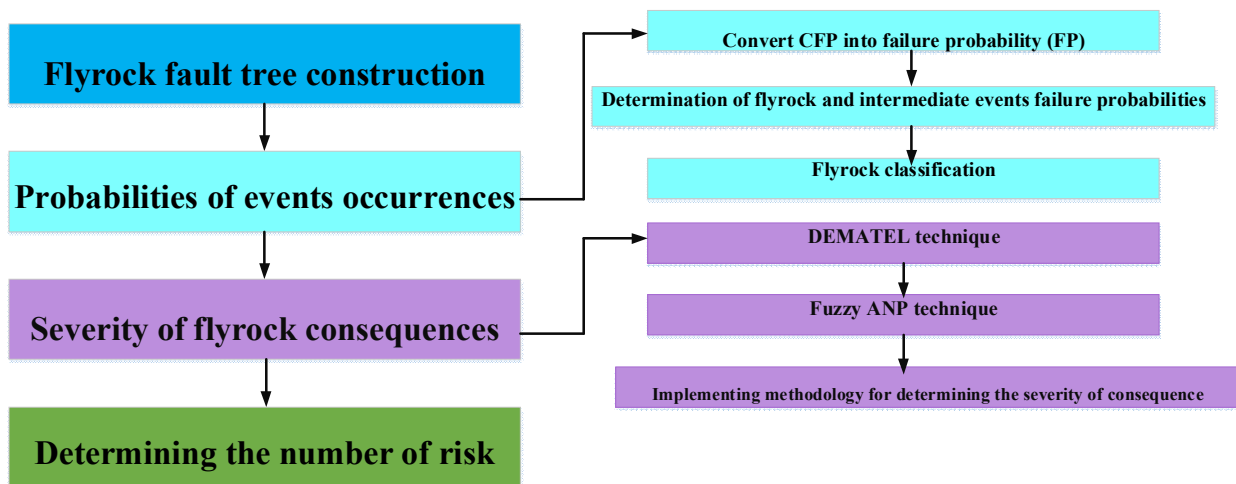 Flyrock fault tree construction
Probabilities of events occurrences
Severity of flyrock consequences
Determining the number of risk
Convert CFP into failure probability (FP)
Determination of flyrock and intermediate events failure probabilities
Flyrock classification
DEMATEL technique
Fuzzy ANP technique
Implementing methodology for determining the severity of consequence